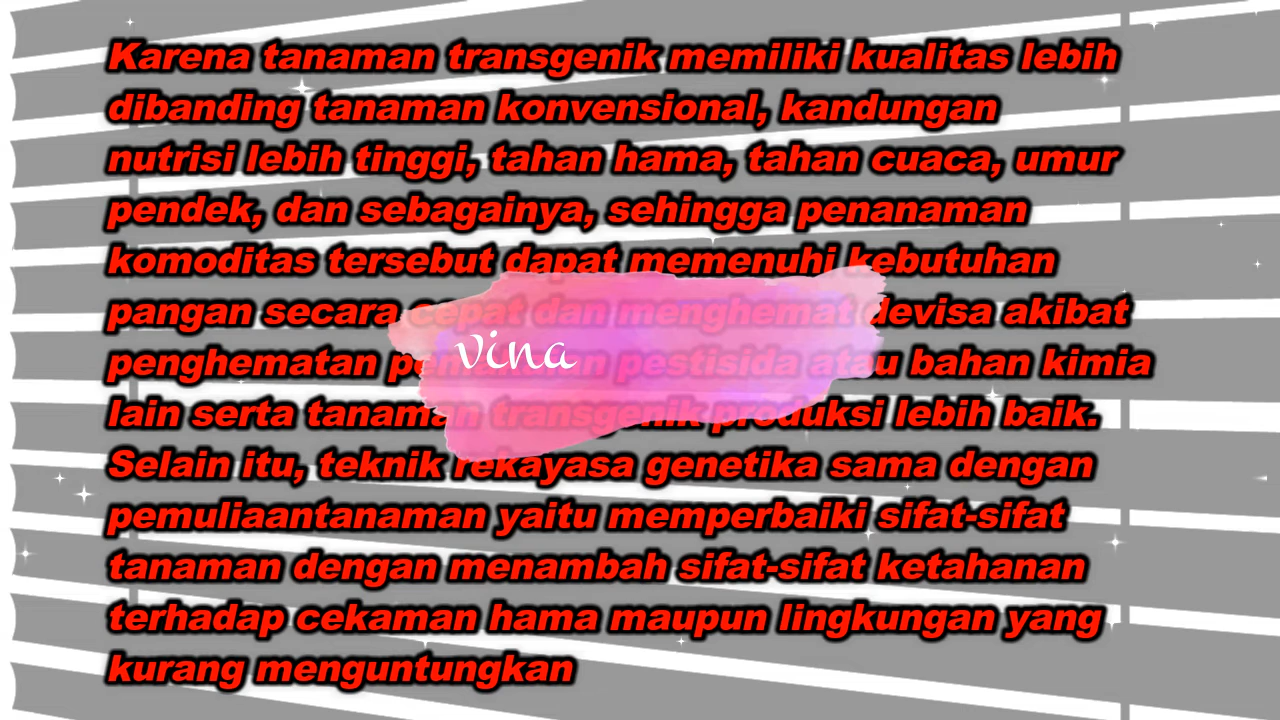 Karena tanaman transgenik memiliki kualitas lebih
dibanding tanaman konvensional, kandungan
nutrisi lebih tinggi, tahan hama, tahan cuaca, umur
pendek, dan sebagainya, sehingga penanaman
komoditas tersebut dapat memenuhi kebutuhan
pangan secara cepat dan menghemat devisa akibat
penghematan pestisida atau bahan kimia
lain serta tanaman transgenik produksi lebih baik.
Selain itu, teknik rekayasa genetika sama dengan
pemuliaantanaman yaitu memperbaiki sifat-sifat
tanaman dengan menambah sifat-sifat ketahanan
terhadap cekaman hama maupun lingkungan yang
kurang menguntungkan
vina